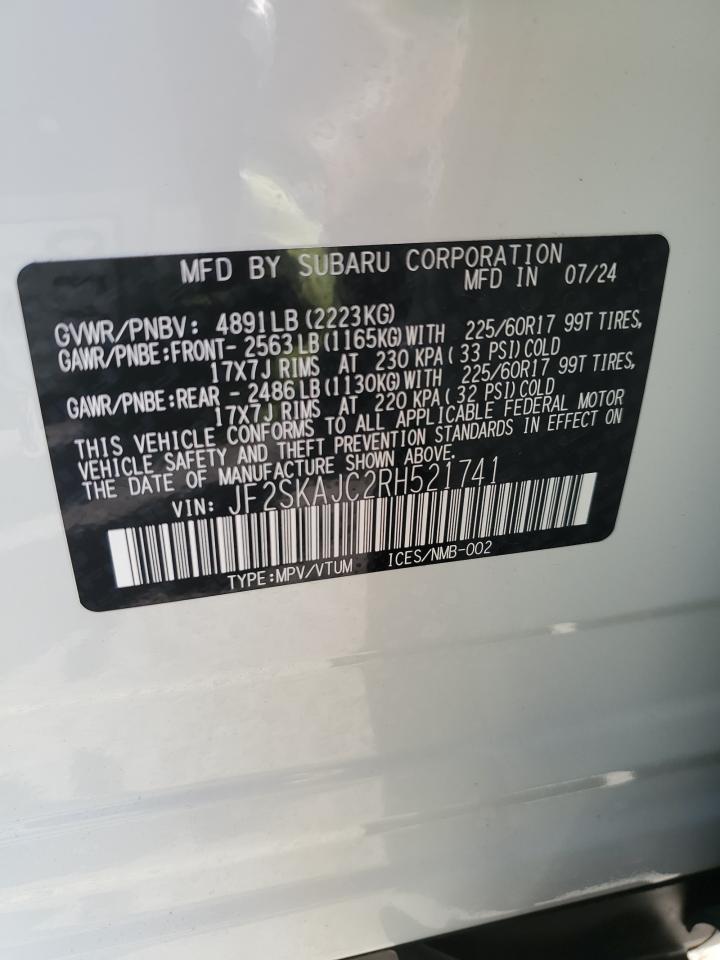 MFD BY SUBARU CORPORATION
MFD IN 07/24
GVWR/PNBV: 4891LB (2223KG)
GAWR/PNBE:FRONT- 2563LB (1165KG) WITH 225/60R17 99T TIRES,
17X7J RIMS AT 230 KPA ( 33 PSI) COLD
GAWR/PNBE:REAR - 2486LB (1130KG) WITH 225/60R17 99T TIRES,
17X7J RIMS AT 220 KPA ( 32 PSI) COLD
THIS VEHICLE CONFORMS TO ALL APPLICABLE FEDERAL MOTOR
VEHICLE SAFETY AND THEFT PREVENTION STANDARDS IN EFFECT ON
THE DATE OF MANUFACTURE SHOWN ABOVE.
VIN: JF2SKAJC2RH521741
TYPE:MPV/VTUM ICES/NMB-002